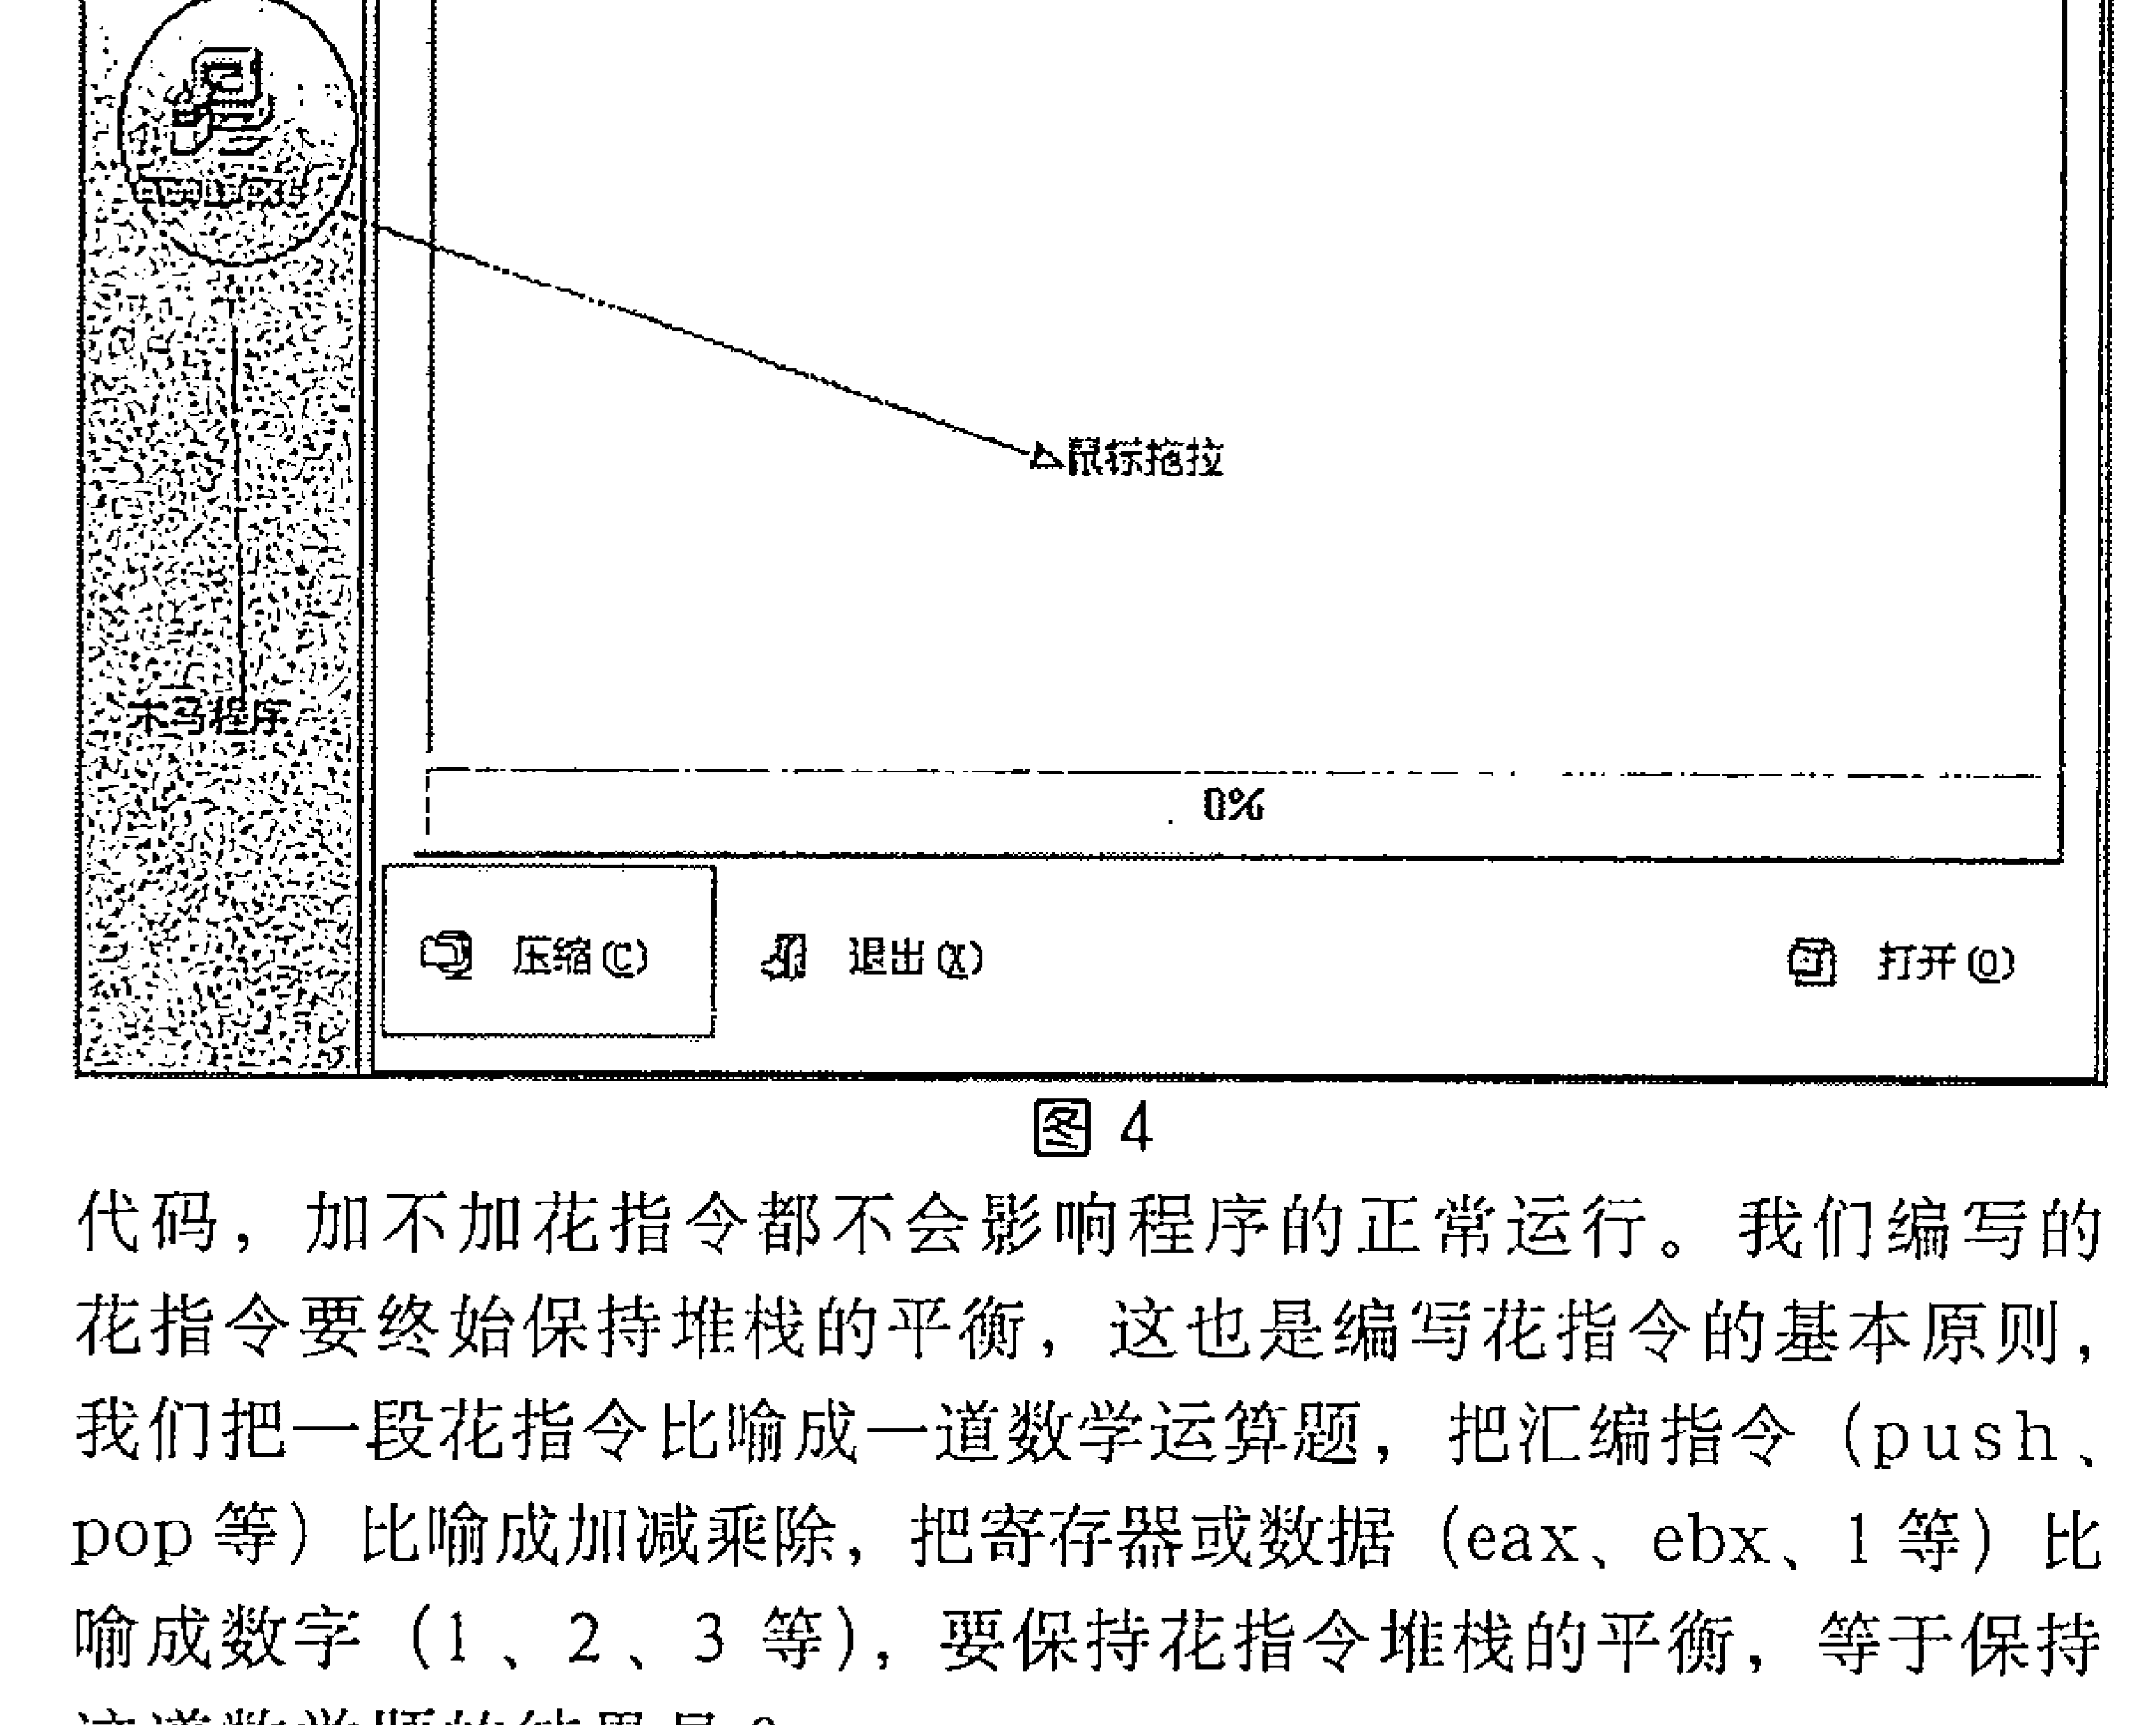 鼠标拖拉
木马程序
0%
压缩(C)
退出(X)
打开(O)
图 4
代码，加不加花指令都不会影响程序的正常运行。我们编写的
花指令要终始保持堆栈的平衡，这也是编写花指令的基本原则，
我们把一段花指令比喻成一道数学运算题，把汇编指令（push、
pop 等）比喻成加减乘除，把寄存器或数据（eax、ebx、1 等）比
喻成数字（1、2、3 等），要保持花指令堆栈的平衡，等于保持